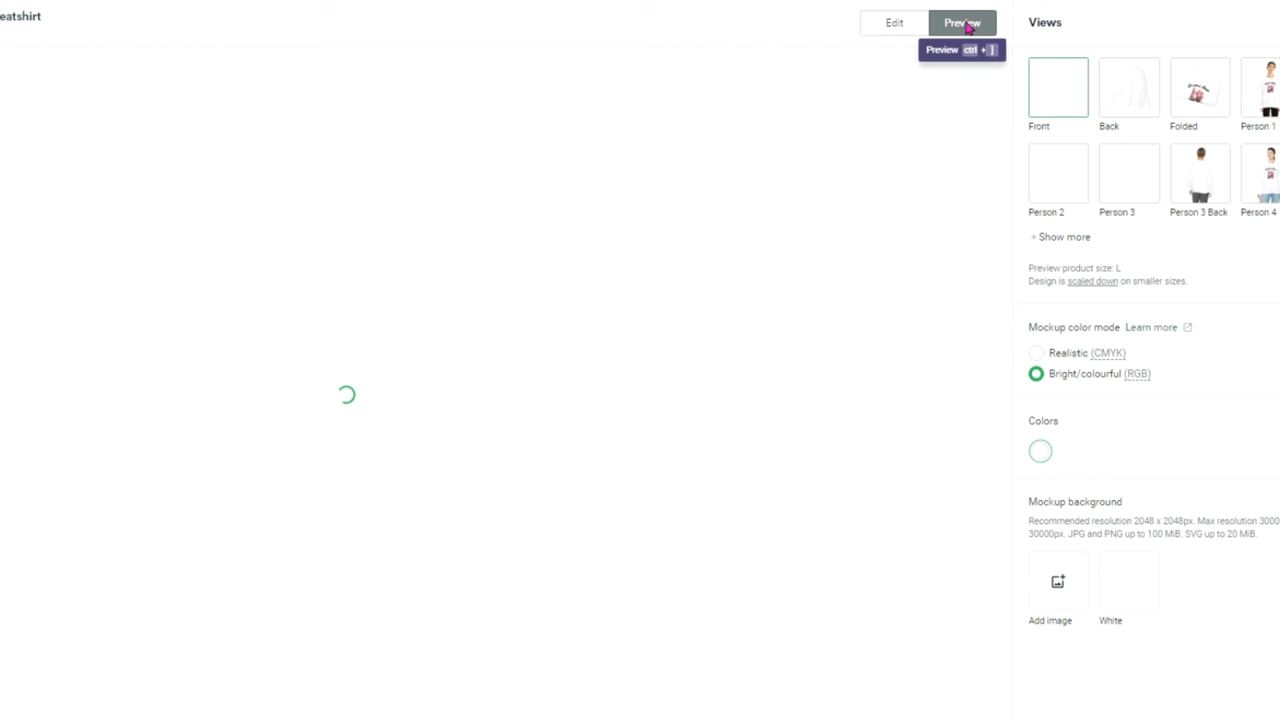 eatshirt
Edit
Preview
Preview ctrl + ]
Views
Front
Back
Folded
Person 1
Person 2
Person 3
Person 3 Back
Person 4
+ Show more
Preview product size: L
Design is scaled down on smaller sizes.
Mockup color mode Learn more
Realistic (CMYK)
Bright/colourful (RGB)
Colors
Mockup background
Recommended resolution 2048 x 2048px. Max resolution 3000
30000px. JPG and PNG up to 100 MiB. SVG up to 20 MiB.
Add image
White